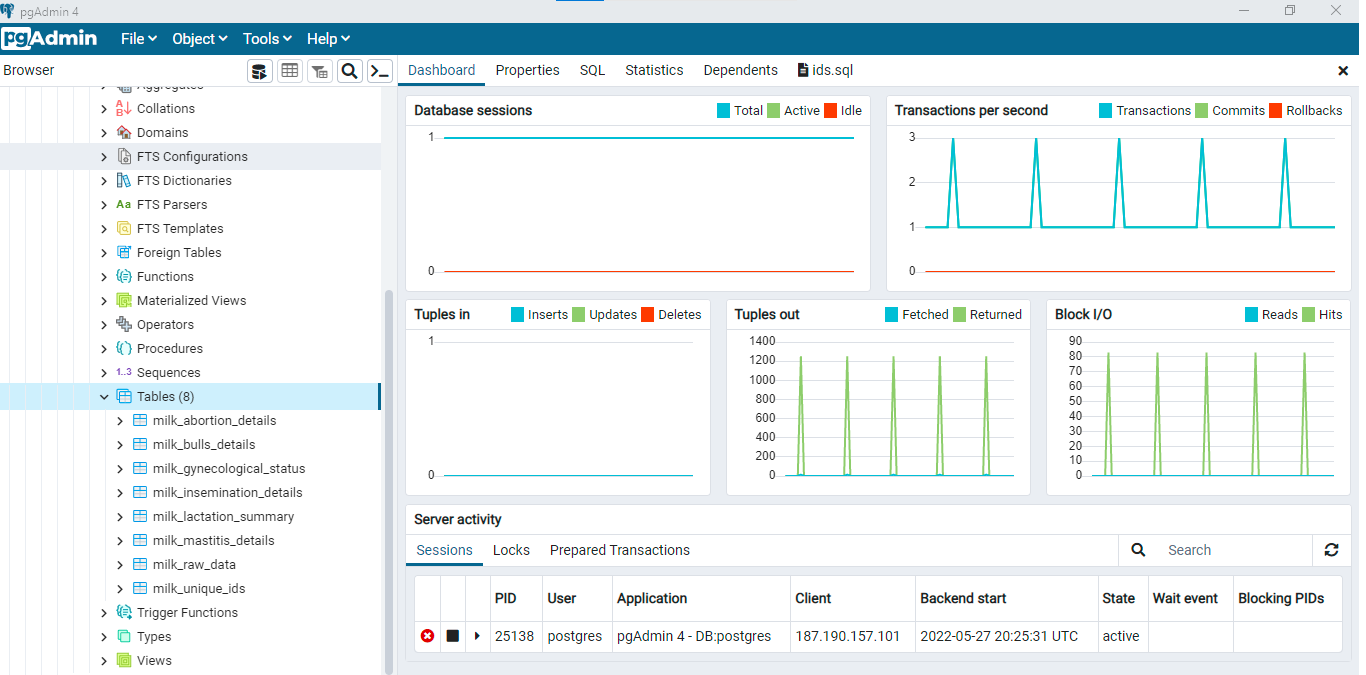 pgAdmin 4
pgAdmin File Object Tools Help
Browser
Dashboard Properties SQL Statistics Dependents ids.sql
Aggregates
Collations
Domains
FTS Configurations
FTS Dictionaries
Aa FTS Parsers
FTS Templates
Foreign Tables
Functions
Materialized Views
Operators
Procedures
1..3 Sequences
Tables (8)
milk_abortion_details
milk_bulls_details
milk_gynecological_status
milk_insemination_details
milk_lactation_summary
milk_mastitis_details
milk_raw_data
milk_unique_ids
Trigger Functions
Types
Views
Database sessions Total Active Idle
1
0
Transactions per second Transactions Commits Rollbacks
3
2
1
0
Tuples in Inserts Updates Deletes
1
0
Tuples out Fetched Returned
1400
1200
1000
800
600
400
200
0
Block I/O Reads Hits
90
80
70
60
50
40
30
20
10
0
Server activity
Sessions Locks Prepared Transactions Search
PID User Application Client Backend start State Wait event Blocking PIDs
25138 postgres pgAdmin 4 - DB:postgres 187.190.157.101 2022-05-27 20:25:31 UTC active